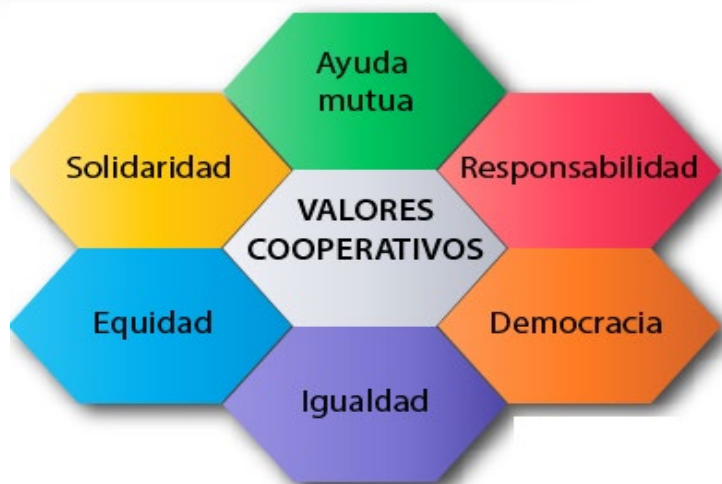 Ayuda
mutua
Solidaridad
Responsabilidad
VALORES
COOPERATIVOS
Equidad
Democracia
Igualdad